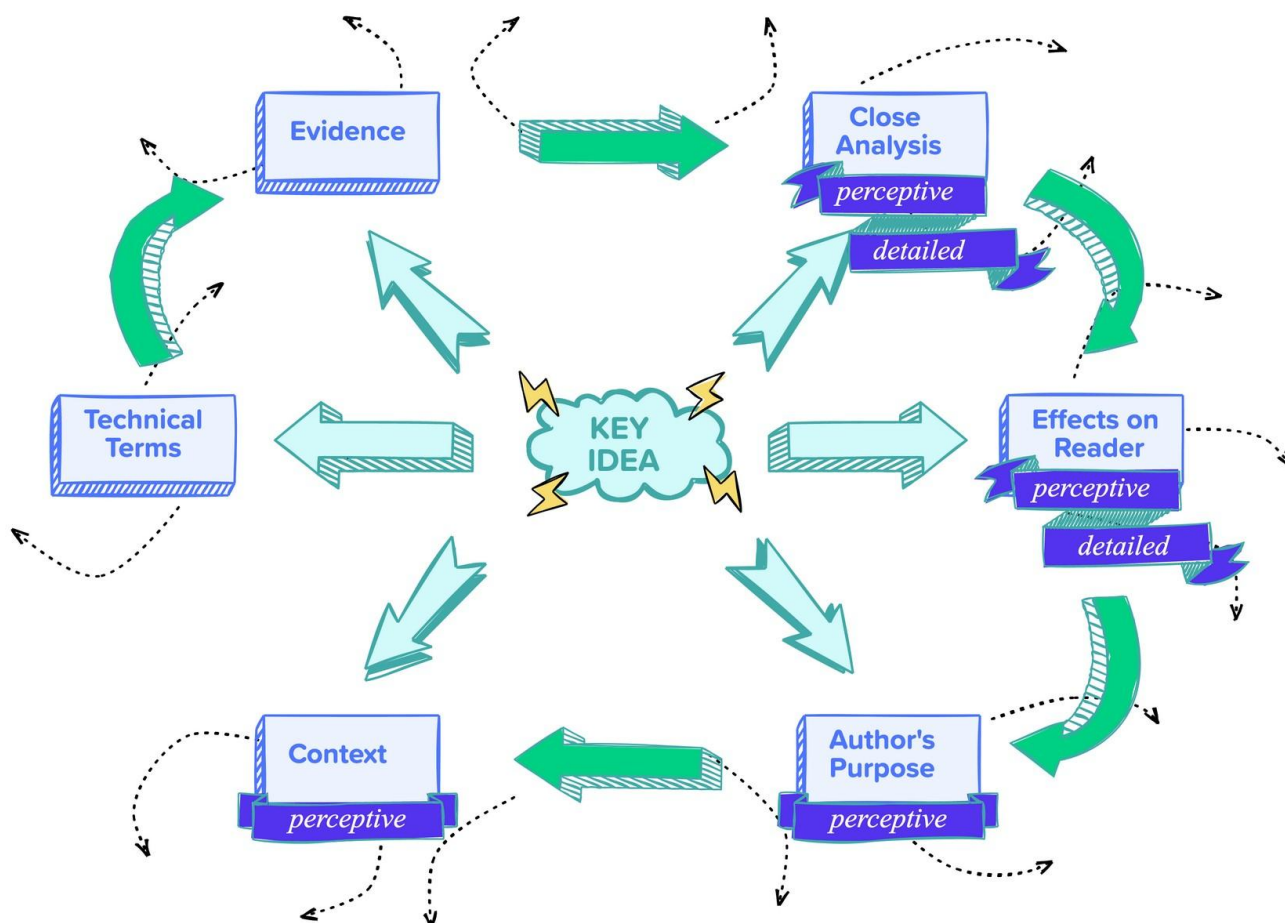 Evidence
Close
Analysis
perceptive
detailed
Technical
Terms
KEY
IDEA
Effects on
Reader
perceptive
detailed
Context
perceptive
Author's
Purpose
perceptive